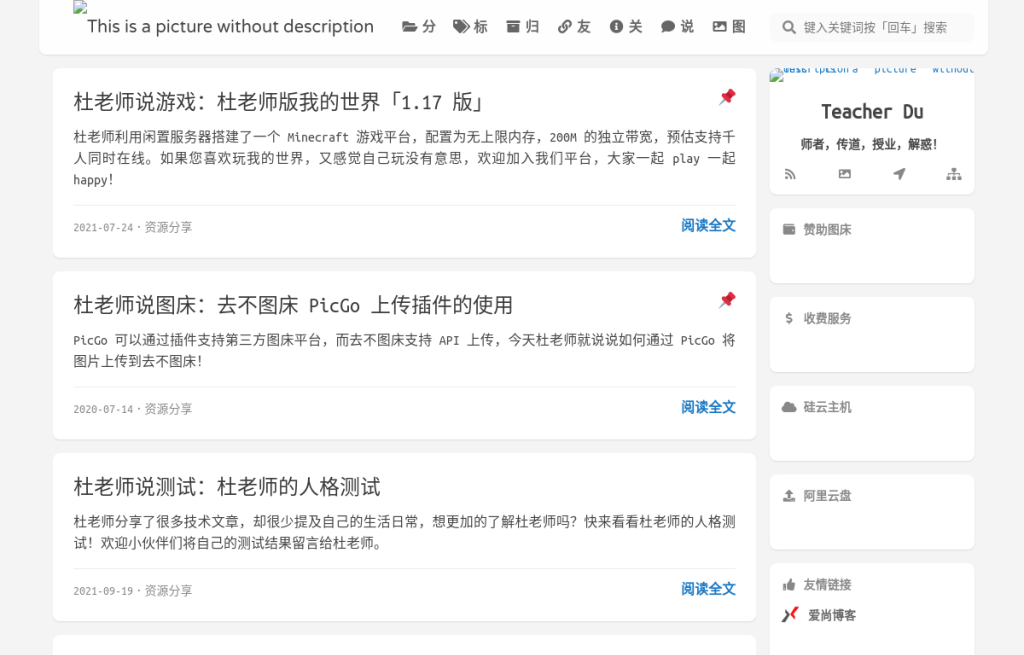 This is a picture without description
分
标
归
友
关
说
图
键入关键词按「回车」搜索
杜老师说游戏：杜老师版我的世界「1.17 版」
杜老师利用闲置服务器搭建了一个 Minecraft 游戏平台，配置为无上限内存，200M 的独立带宽，预估支持千
人同时在线。如果您喜欢玩我的世界，又感觉自己玩没有意思，欢迎加入我们平台，大家一起 play 一起
happy！
2021-07-24 · 资源分享
阅读全文
杜老师说图床：去不图床 PicGo 上传插件的使用
PicGo 可以通过插件支持第三方图床平台，而去不图床支持 API 上传，今天杜老师就说说如何通过 PicGo 将
图片上传到去不图床！
2020-07-14 · 资源分享
阅读全文
杜老师说测试：杜老师的人格测试
杜老师分享了很多技术文章，却很少提及自己的生活日常，想更加的了解杜老师吗？快来看看杜老师的人格测
试！欢迎小伙伴们将自己的测试结果留言给杜老师。
2021-09-19 · 资源分享
阅读全文
picture without
Teacher Du
师者，传道，授业，解惑！
赞助图床
收费服务
硅云主机
阿里云盘
友情链接
爱尚博客